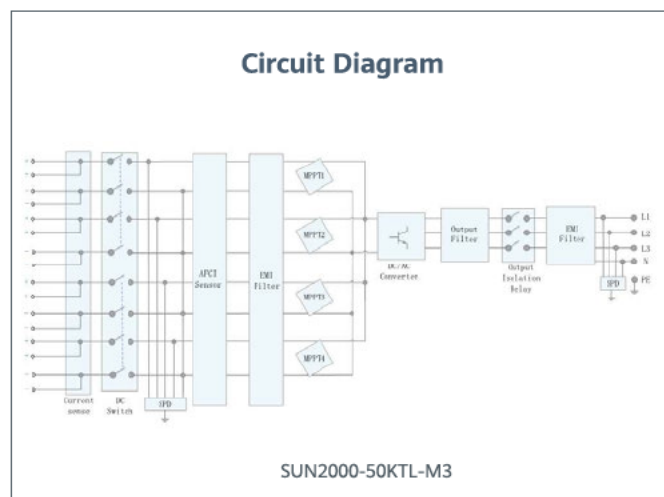 Circuit Diagram
Current
sensor
DC
Switch
SPD
AFCI
Sensor
EMI
Filter
MPPT1
MPPT2
MPPT3
MPPT4
DC/AC
Converter
Output
Filter
Output
Isolation
Relay
EMI
Filter
SPD
L1
L2
L3
N
PE
SUN2000-50KTL-M3